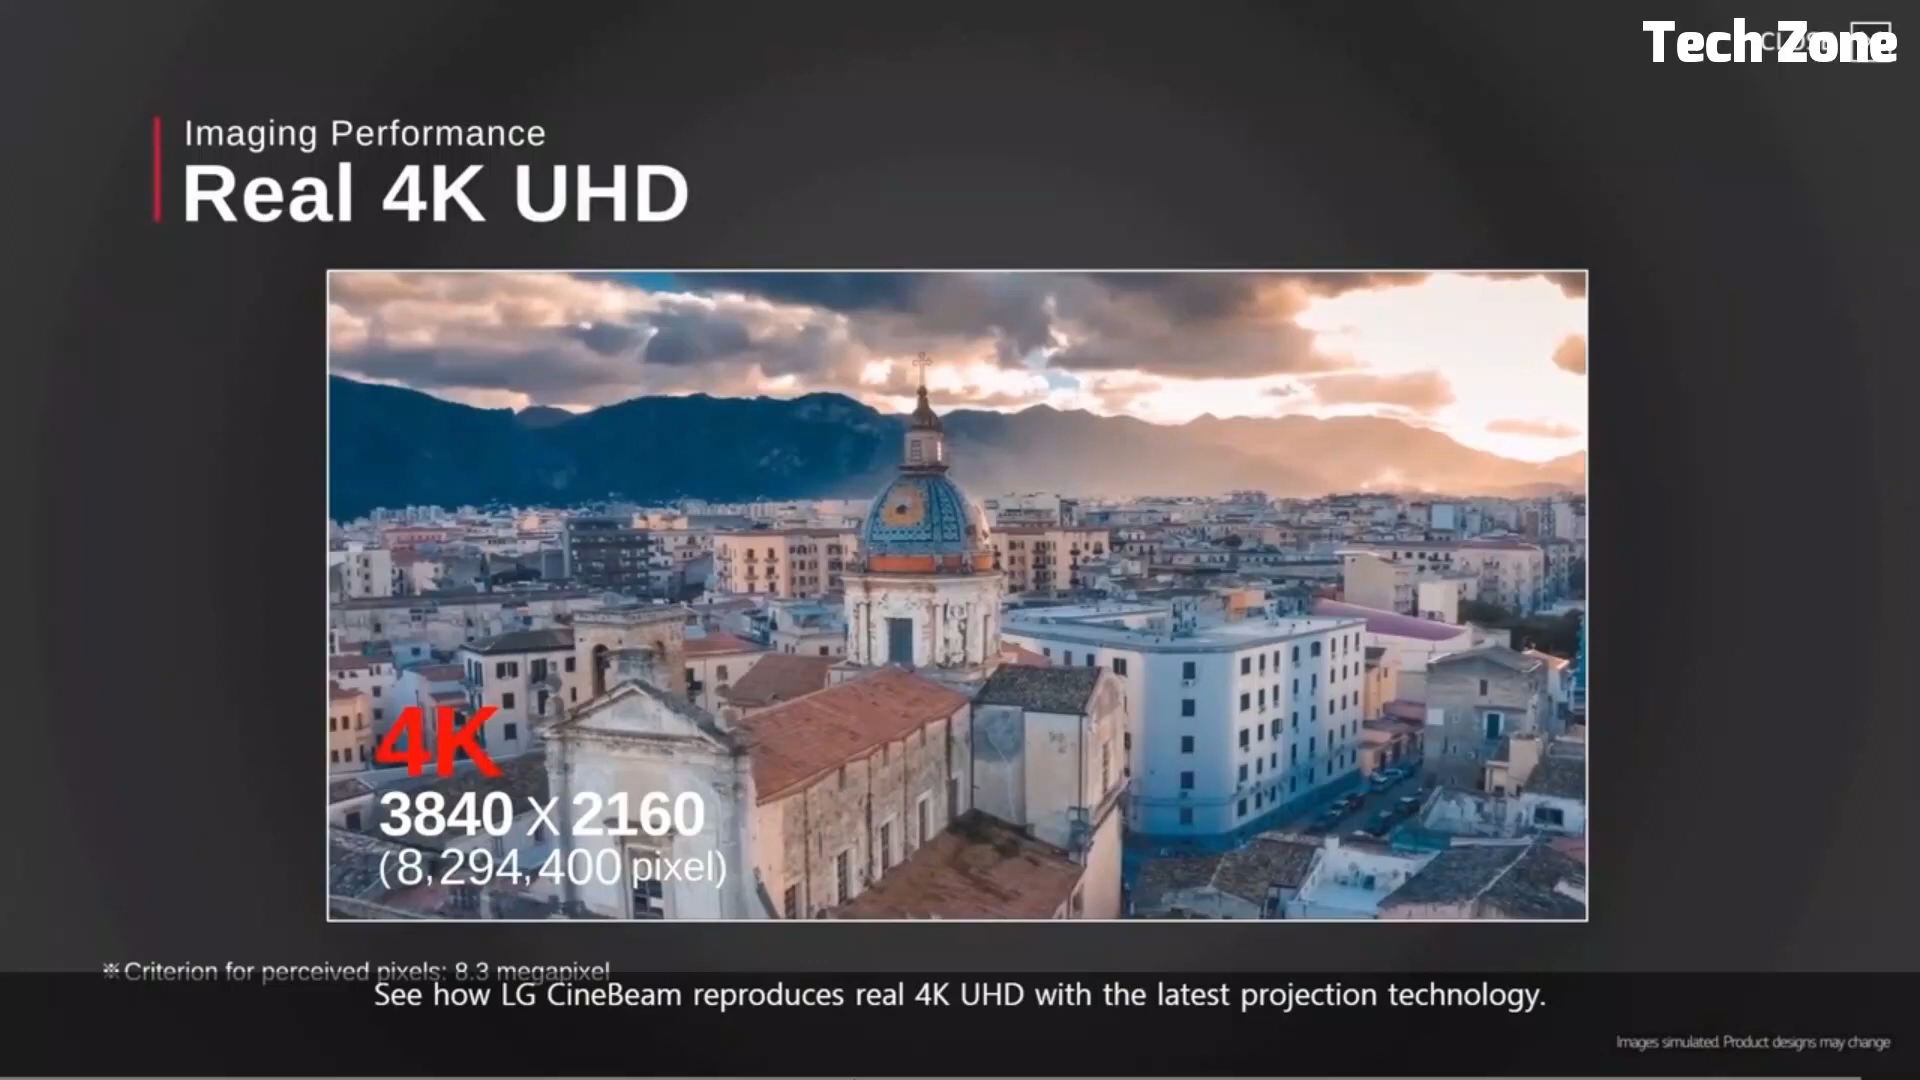 Tech Zone
Imaging Performance
Real 4K UHD
4K
3840 X 2160
(8,294,400 pixel)
※Criterion for perceived pixels: 8.3 megapixel
See how LG CineBeam reproduces real 4K UHD with the latest projection technology.
Images simulated. Product designs may change